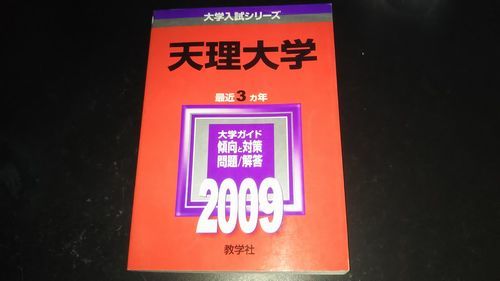 大学入試シリーズ
天理大学
最近3ヵ年
大学ガイド
傾向と対策
問題/解答
2009
教学社